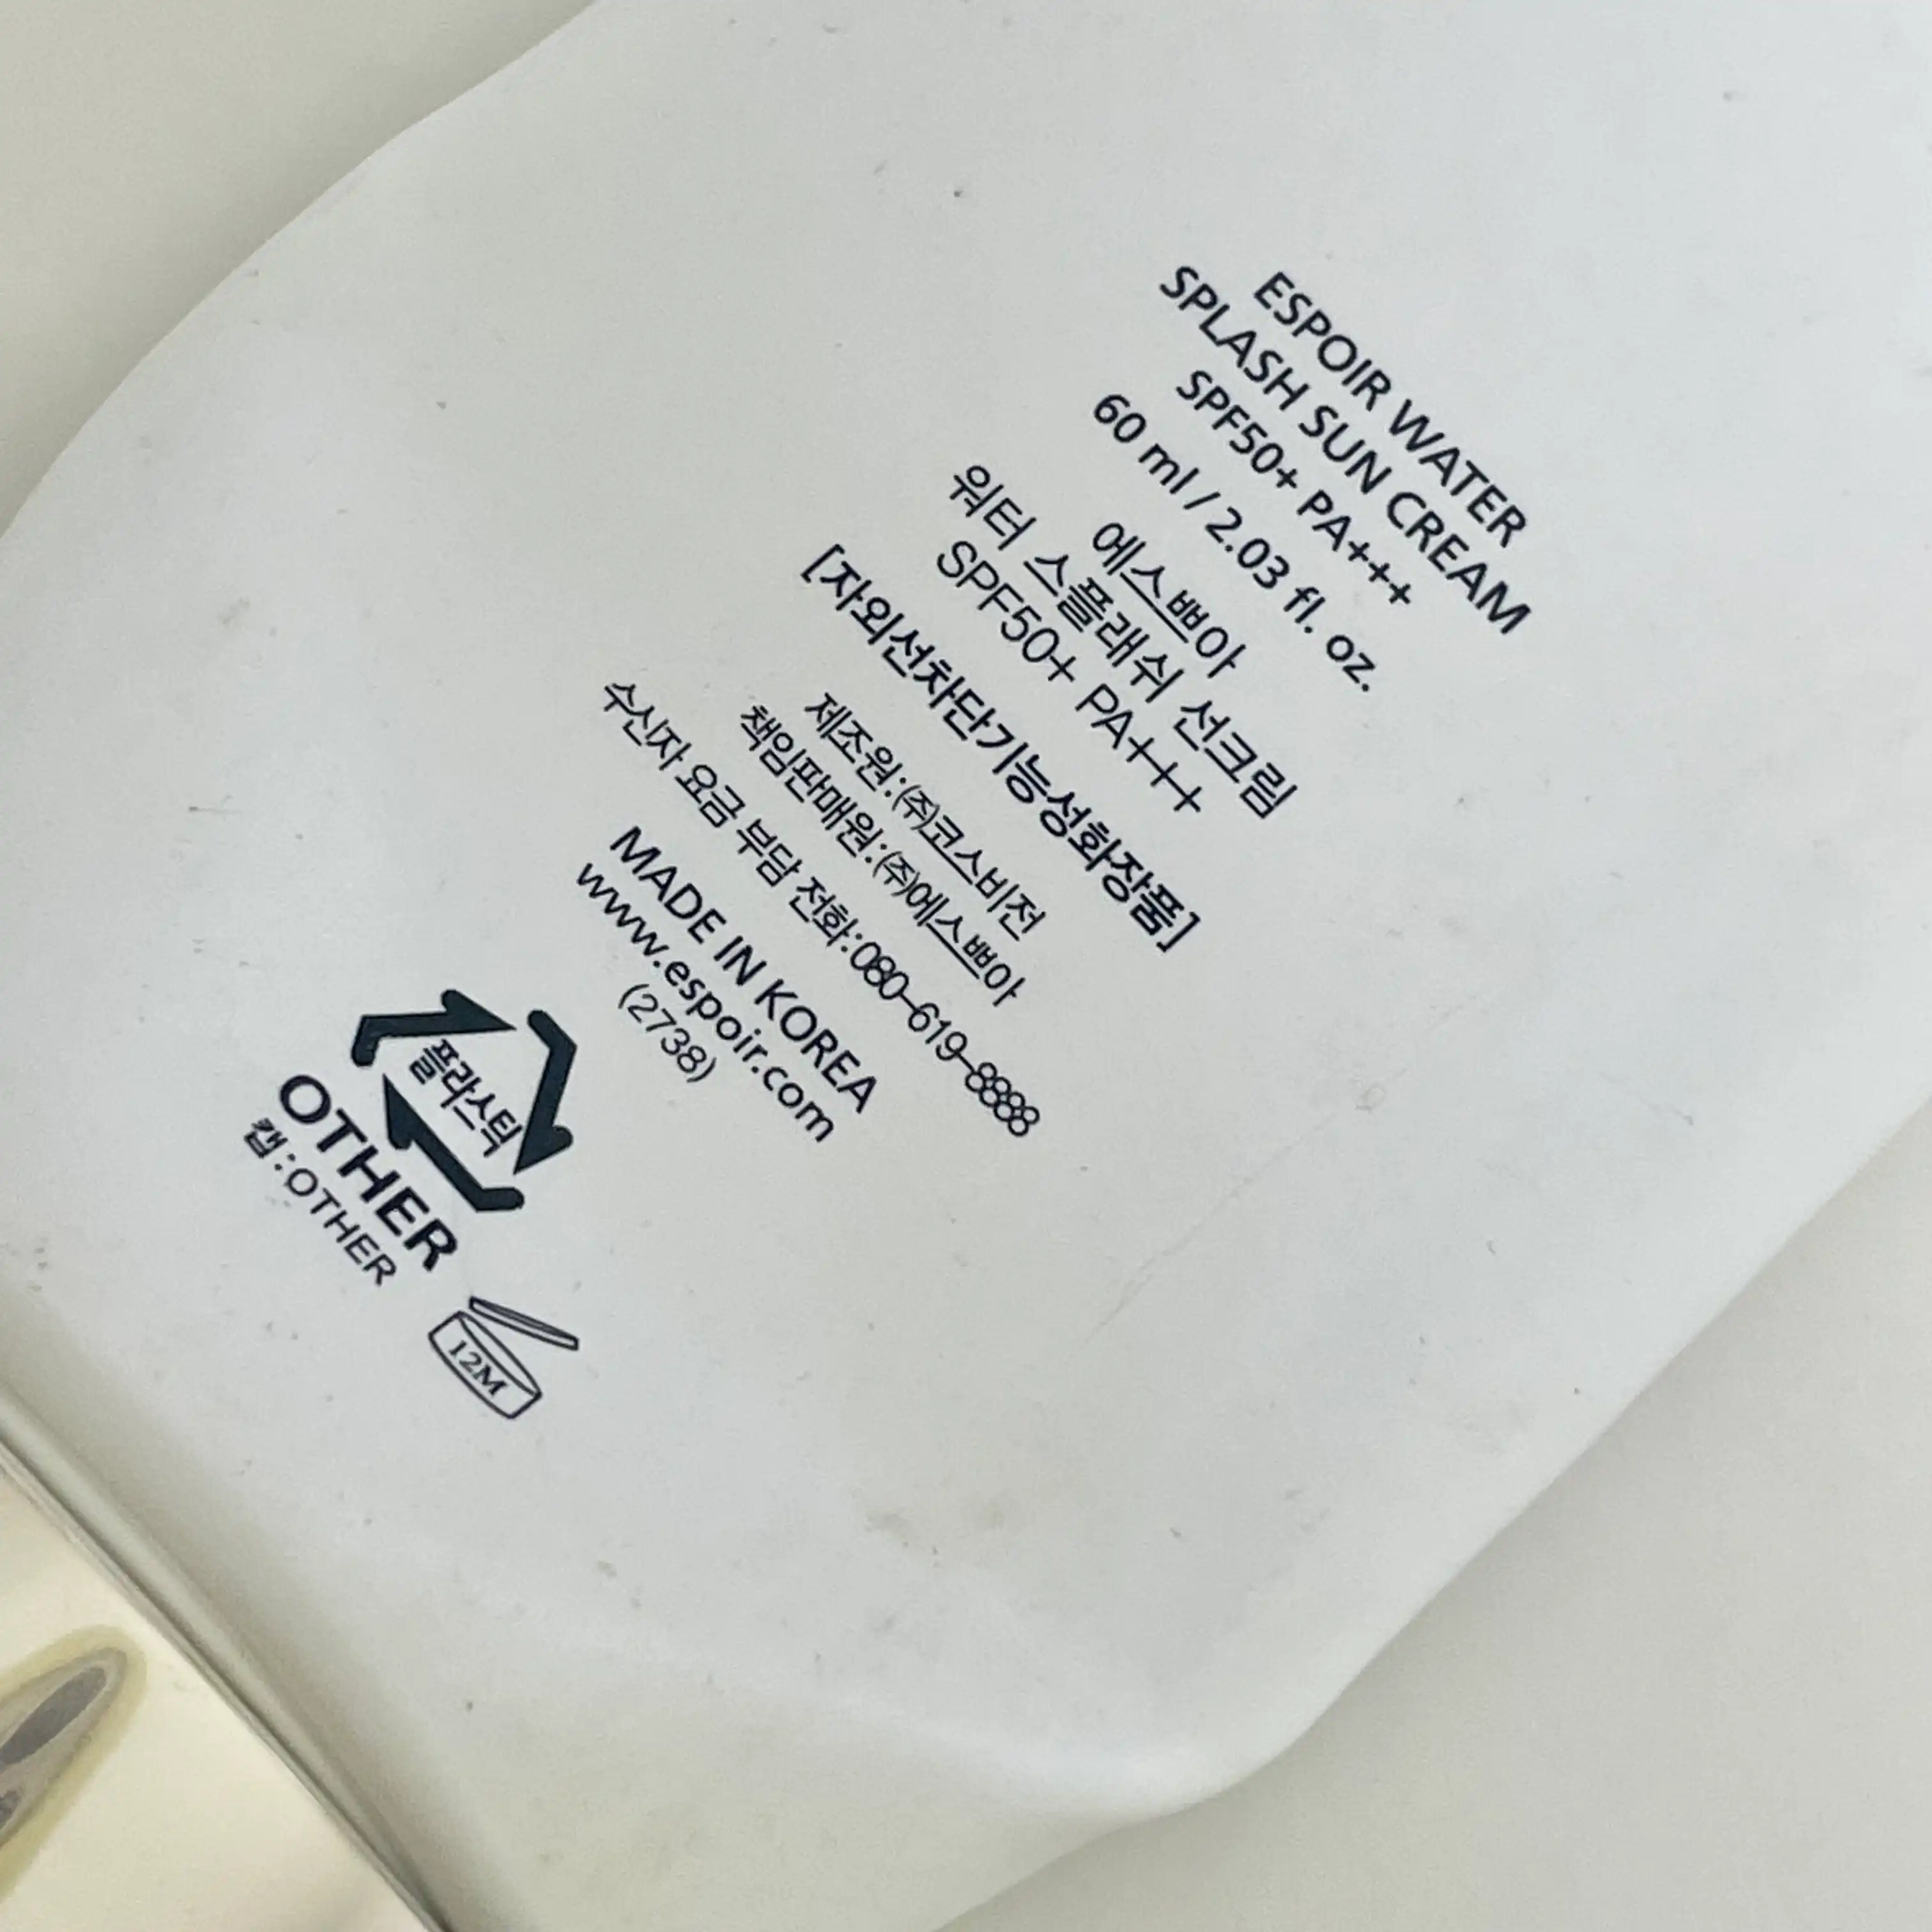 ESPOIR WATER
SPLASH SUN CREAM
SPF50+ PA+++
60 ml / 2.03 fl. oz.
에스쁘아
워터 스플래쉬 선크림
SPF50+ PA+++
[자외선차단기능성화장품]
제조원:(주)코스비전
책임판매원:(주)에스쁘아
수신자 요금 부담 전화:080-619-8888
MADE IN KOREA
www.espoir.com
(2738)
플라스틱
OTHER
캡:OTHER
12M